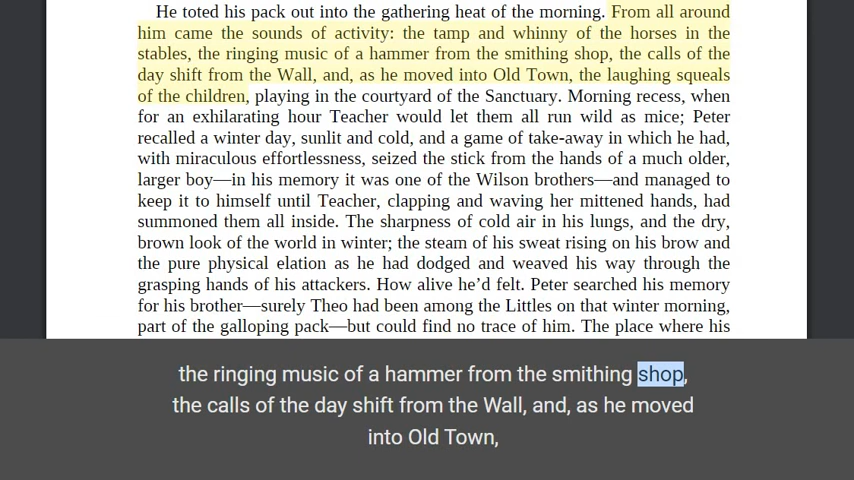 He toted his pack out into the gathering heat of the morning. From all around
him came the sounds of activity: the tamp and whinny of the horses in the
stables, the ringing music of a hammer from the smithing shop, the calls of the
day shift from the Wall, and, as he moved into Old Town, the laughing squeals
of the children, playing in the courtyard of the Sanctuary. Morning recess, when
for an exhilarating hour Teacher would let them all run wild as mice; Peter
recalled a winter day, sunlit and cold, and a game of take-away in which he had,
with miraculous effortlessness, seized the stick from the hands of a much older,
larger boy—in his memory it was one of the Wilson brothers—and managed to
keep it to himself until Teacher, clapping and waving her mittened hands, had
summoned them all inside. The sharpness of cold air in his lungs, and the dry,
brown look of the world in winter; the steam of his sweat rising on his brow and
the pure physical elation as he had dodged and weaved his way through the
grasping hands of his attackers. How alive he’d felt. Peter searched his memory
for his brother—surely Theo had been among the Littles on that winter morning,
part of the galloping pack—but could find no trace of him. The place where his
the ringing music of a hammer from the smithing shop,
the calls of the day shift from the Wall, and, as he moved
into Old Town,